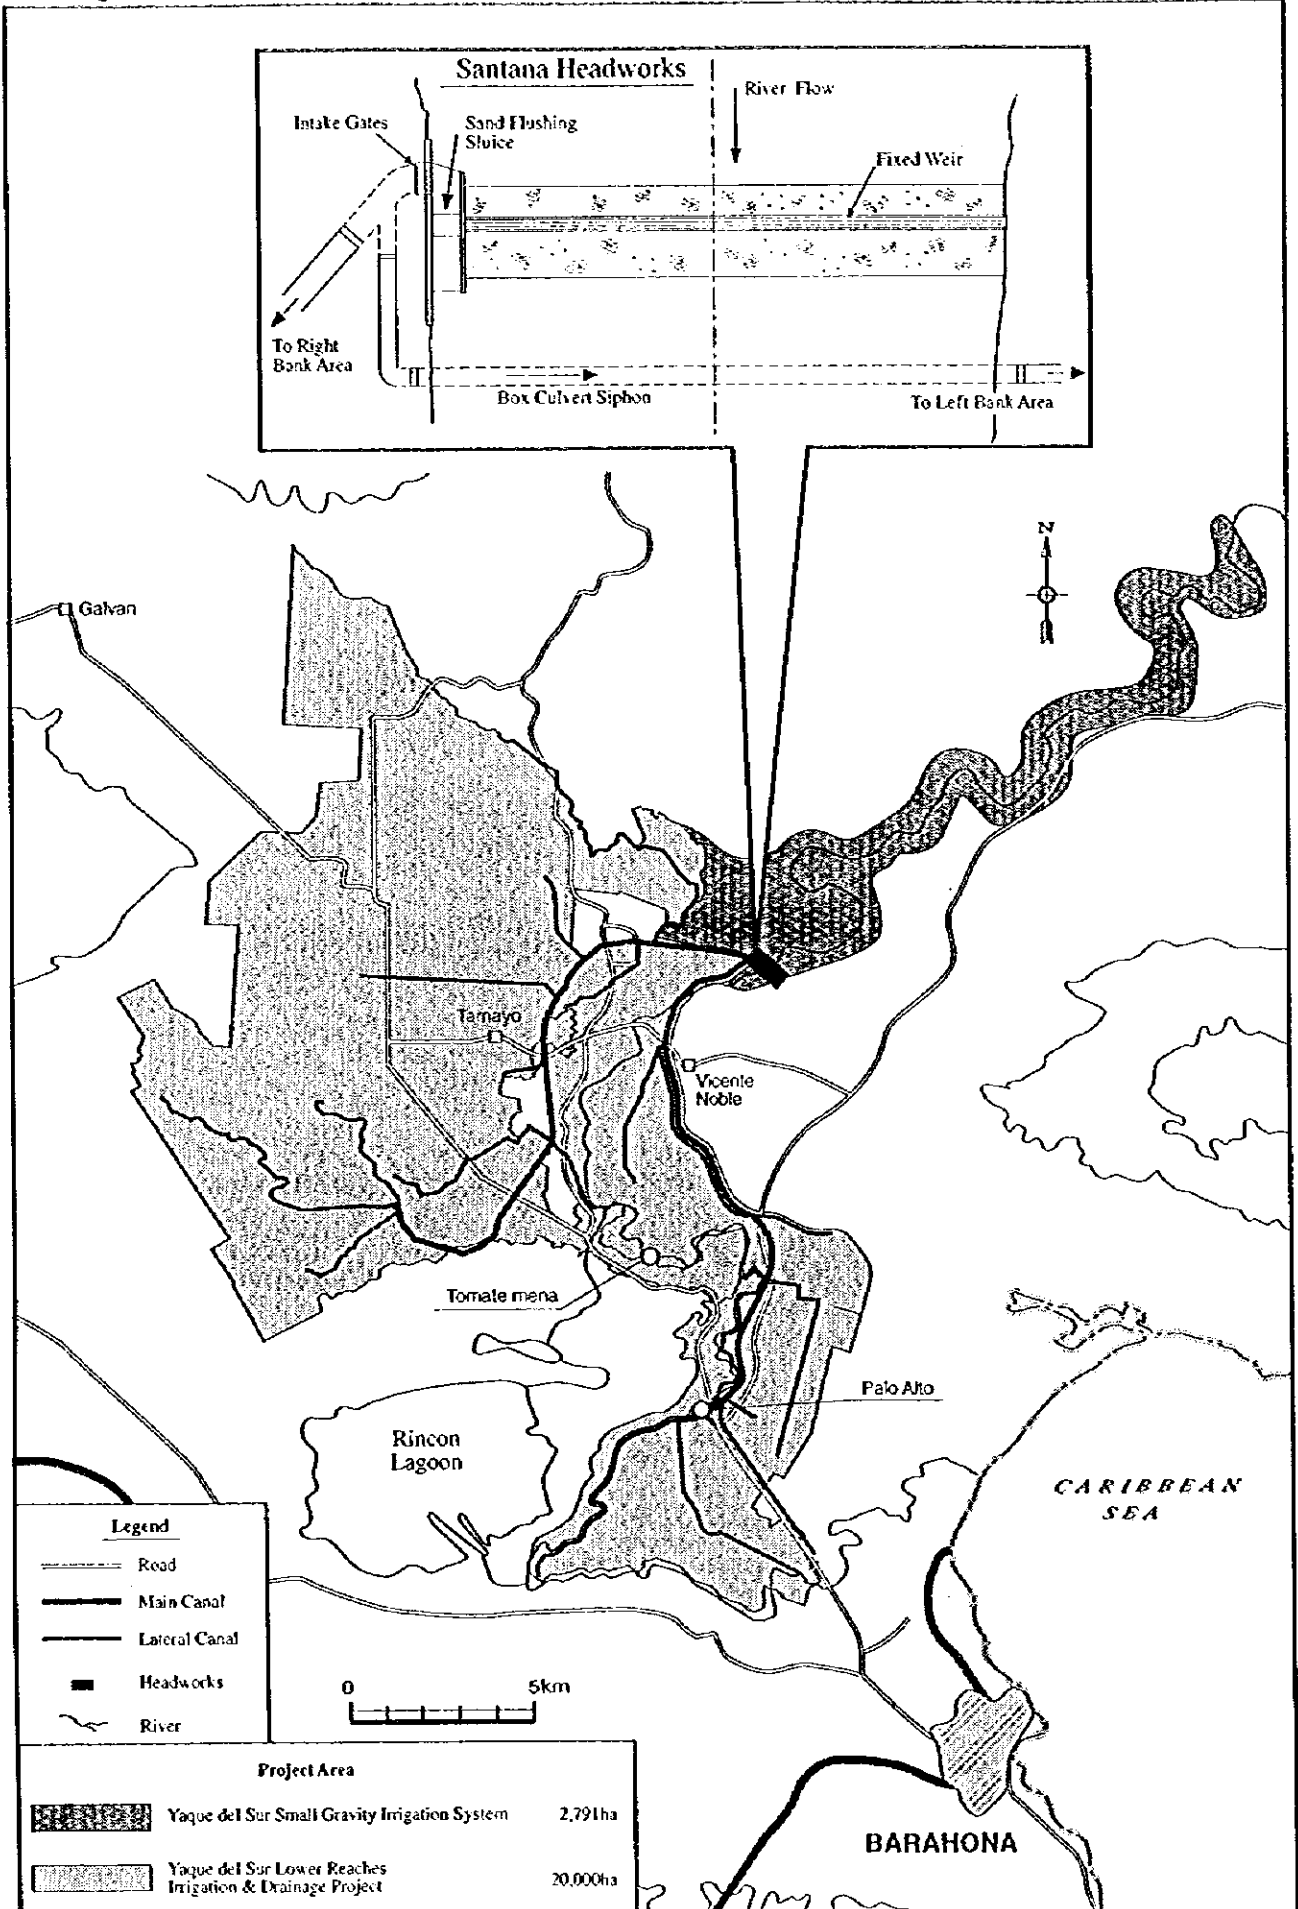 Santana Headworks
River Flow
Intake Gates
Sand Flushing
Sluice
Fixed Weir
To Right
Bank Area
Box Culvert Siphon
To Left Bank Area
N
Galvan
Tamayo
Vicente
Noble
Tomate mena
Palo Alto
Rincon
Lagoon
CARIBBEAN
SEA
Legend
Road
Main Canal
Lateral Canal
Headworks
River
0 5km
Project Area
Yaque del Sur Small Gravity Irrigation System 2,791ha
Yaque del Sur Lower Reaches
Irrigation & Drainage Project 20,000ha
BARAHONA